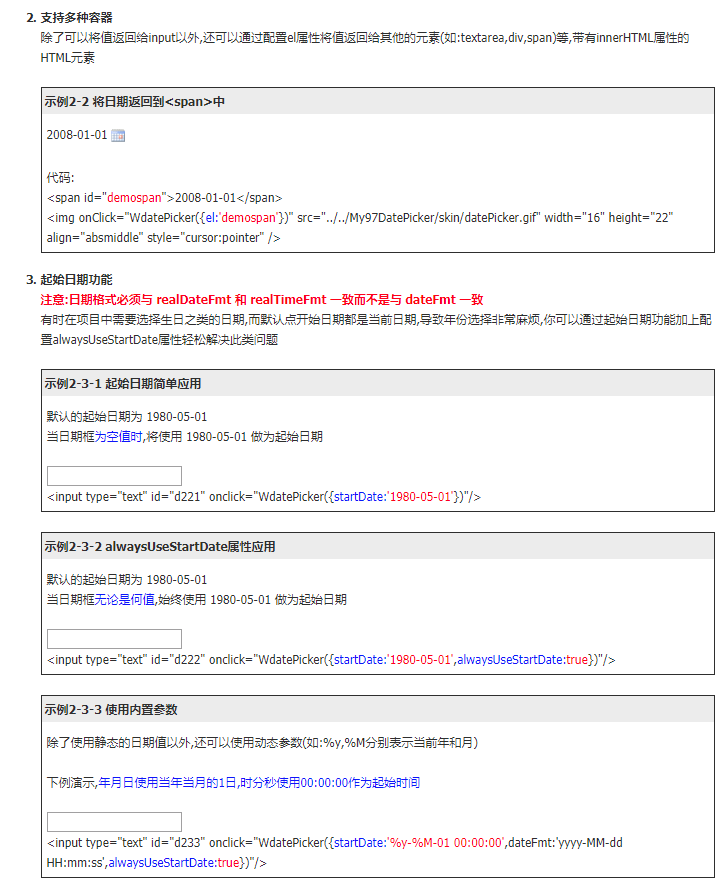 2. 支持多种容器
除了可以将值返回给input以外,还可以通过配置el属性将值返回给其他的元素(如:textarea,div,span)等,带有innerHTML属性的
HTML元素
示例2-2 将日期返回到<span>中
2008-01-01
代码:
<span id="demospan">2008-01-01</span>
<img onClick="WdatePicker({el:'demospan'})" src="../../My97DatePicker/skin/datePicker.gif" width="16" height="22"
align="absmiddle" style="cursor:pointer" />
3. 起始日期功能
注意:日期格式必须与 realDateFmt 和 realTimeFmt 一致而不是与 dateFmt 一致
有时在项目中需要选择生日之类的日期,而默认点开始日期都是当前日期,导致年份选择非常麻烦,你可以通过起始日期功能加上配
置alwaysUseStartDate属性轻松解决此类问题
示例2-3-1 起始日期简单应用
默认的起始日期为 1980-05-01
当日期框为空值时,将使用 1980-05-01 做为起始日期
<input type="text" id="d221" onclick="WdatePicker({startDate:'1980-05-01'})"/>
示例2-3-2 alwaysUseStartDate属性应用
默认的起始日期为 1980-05-01
当日期框无论是何值,始终使用 1980-05-01 做为起始日期
<input type="text" id="d222" onclick="WdatePicker({startDate:'1980-05-01',alwaysUseStartDate:true})"/>
示例2-3-3 使用内置参数
除了使用静态的日期值以外,还可以使用动态参数(如:%y,%M分别表示当前年和月)
下例演示,年月日使用当年当月的1日,时分秒使用00:00:00作为起始时间
<input type="text" id="d233" onclick="WdatePicker({startDate:'%y-%M-01 00:00:00',dateFmt:'yyyy-MM-dd
HH:mm:ss',alwaysUseStartDate:true})"/>